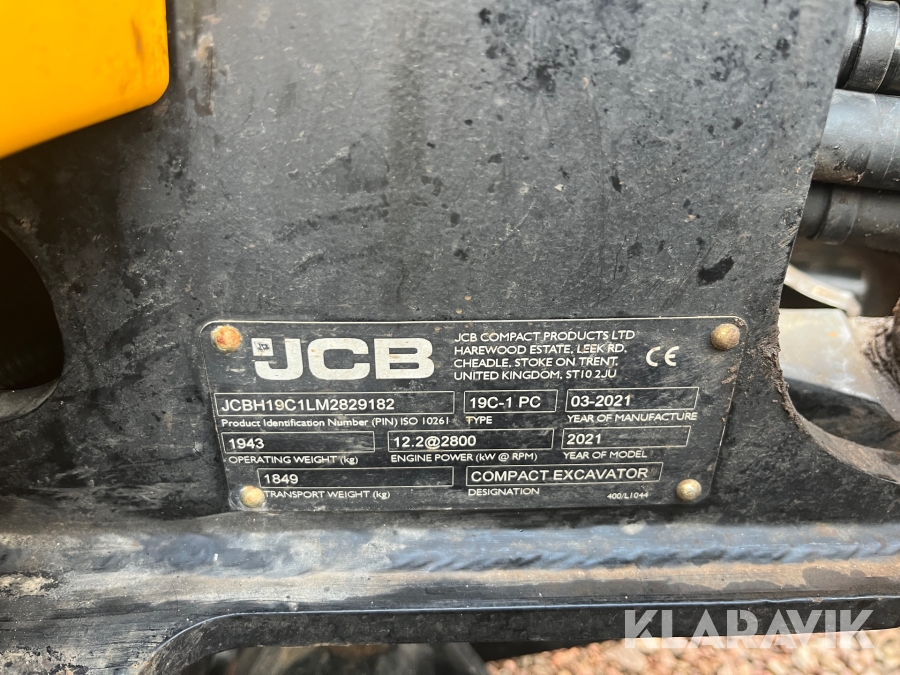 JCB
JCB COMPACT PRODUCTS LTD
HAREWOOD ESTATE, LEEK RD,
CHEADLE, STOKE ON TRENT,
UNITED KINGDOM, ST10 2JU
CE
JCBH19C1LM2829182 19C-1 PC 03-2021
Product Identification Number (PIN) ISO 10261 TYPE YEAR OF MANUFACTURE
1943 12.2@2800 2021
OPERATING WEIGHT (kg) ENGINE POWER (kW @ RPM) YEAR OF MODEL
1849 COMPACT EXCAVATOR
TRANSPORT WEIGHT (kg) DESIGNATION 400/L1044
KLARAVIK